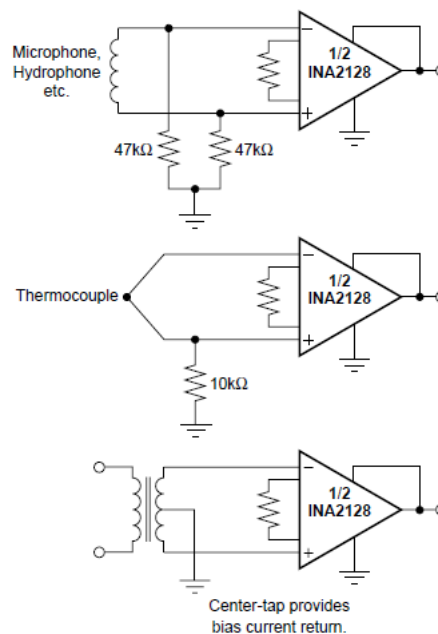 Microphone,
Hydrophone
etc.
–
1/2
INA2128
+
47kΩ
47kΩ
Thermocouple
–
1/2
INA2128
+
10kΩ
–
1/2
INA2128
+
Center-tap provides
bias current return.